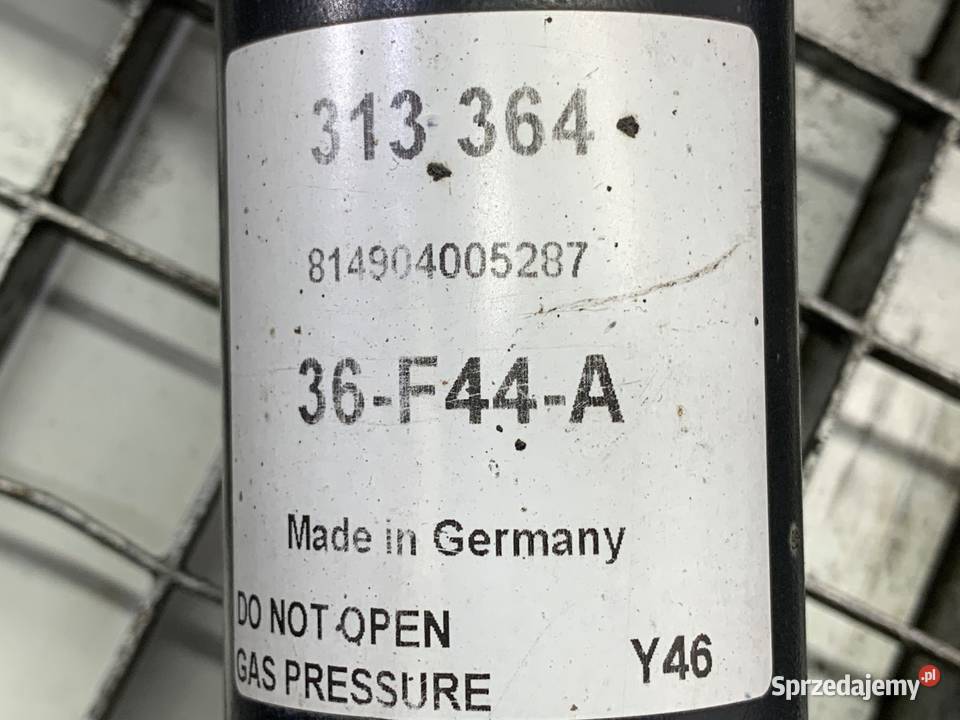 313 364
814904005287
36-F44-A
Made in Germany
DO NOT OPEN
GAS PRESSURE
Y46
Sprzedajemy.pl